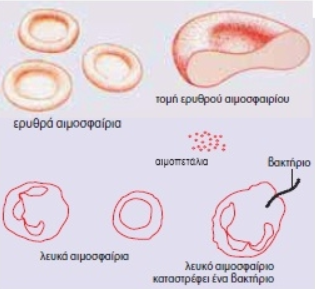 ερυθρά αιμοσφαίρια
τομή ερυθρού αιμοσφαιρίου
αιμοπετάλια
βακτήριο
λευκά αιμοσφαίρια
λευκό αιμοσφαίριο
καταστρέφει ένα βακτήριο